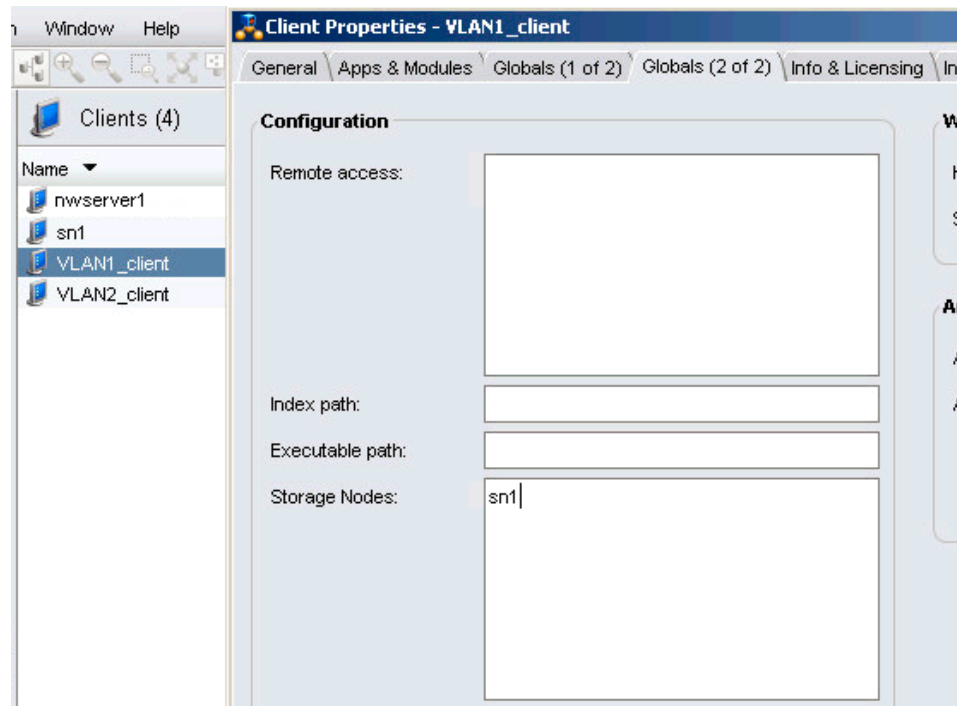 Window Help
Clients (4)
Name
nwserver1
sn1
VLAN1_client
VLAN2_client
Client Properties - VLAN1_client
General Apps & Modules Globals (1 of 2) Globals (2 of 2) Info & Licensing In
Configuration
Remote access:
Index path:
Executable path:
Storage Nodes:
sn1